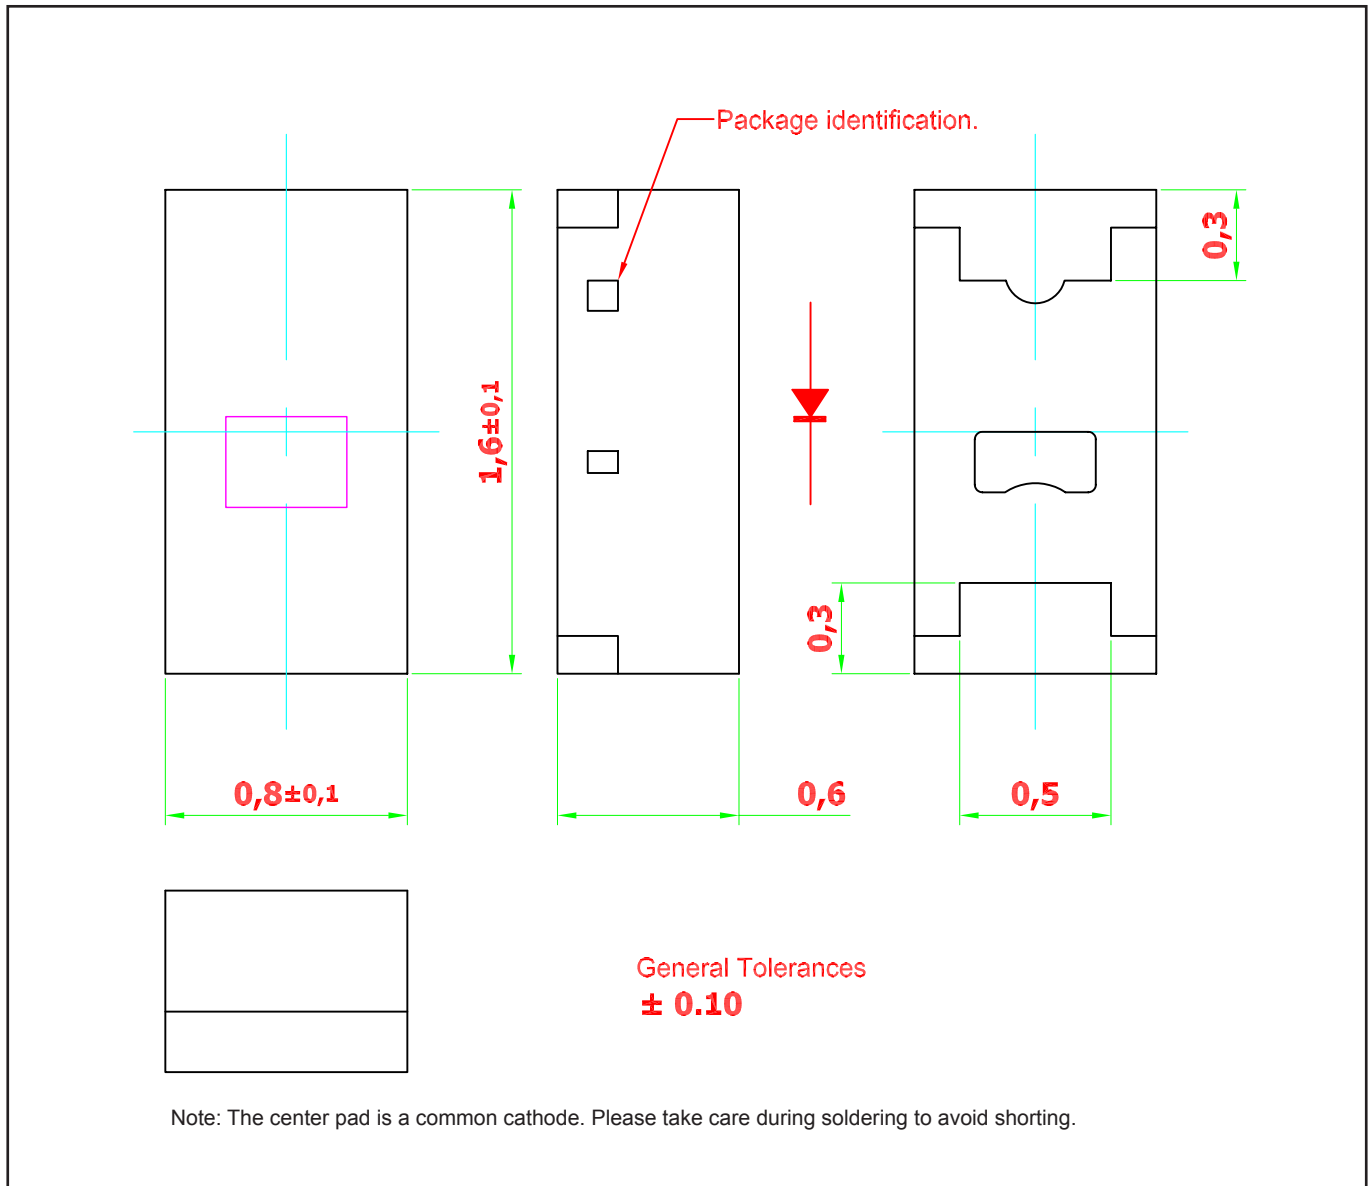 Package identification.
0,3
1,6±0,1
0,3
0,8±0,1
0,6
0,5
General Tolerances
± 0.10
Note: The center pad is a common cathode. Please take care during soldering to avoid shorting.